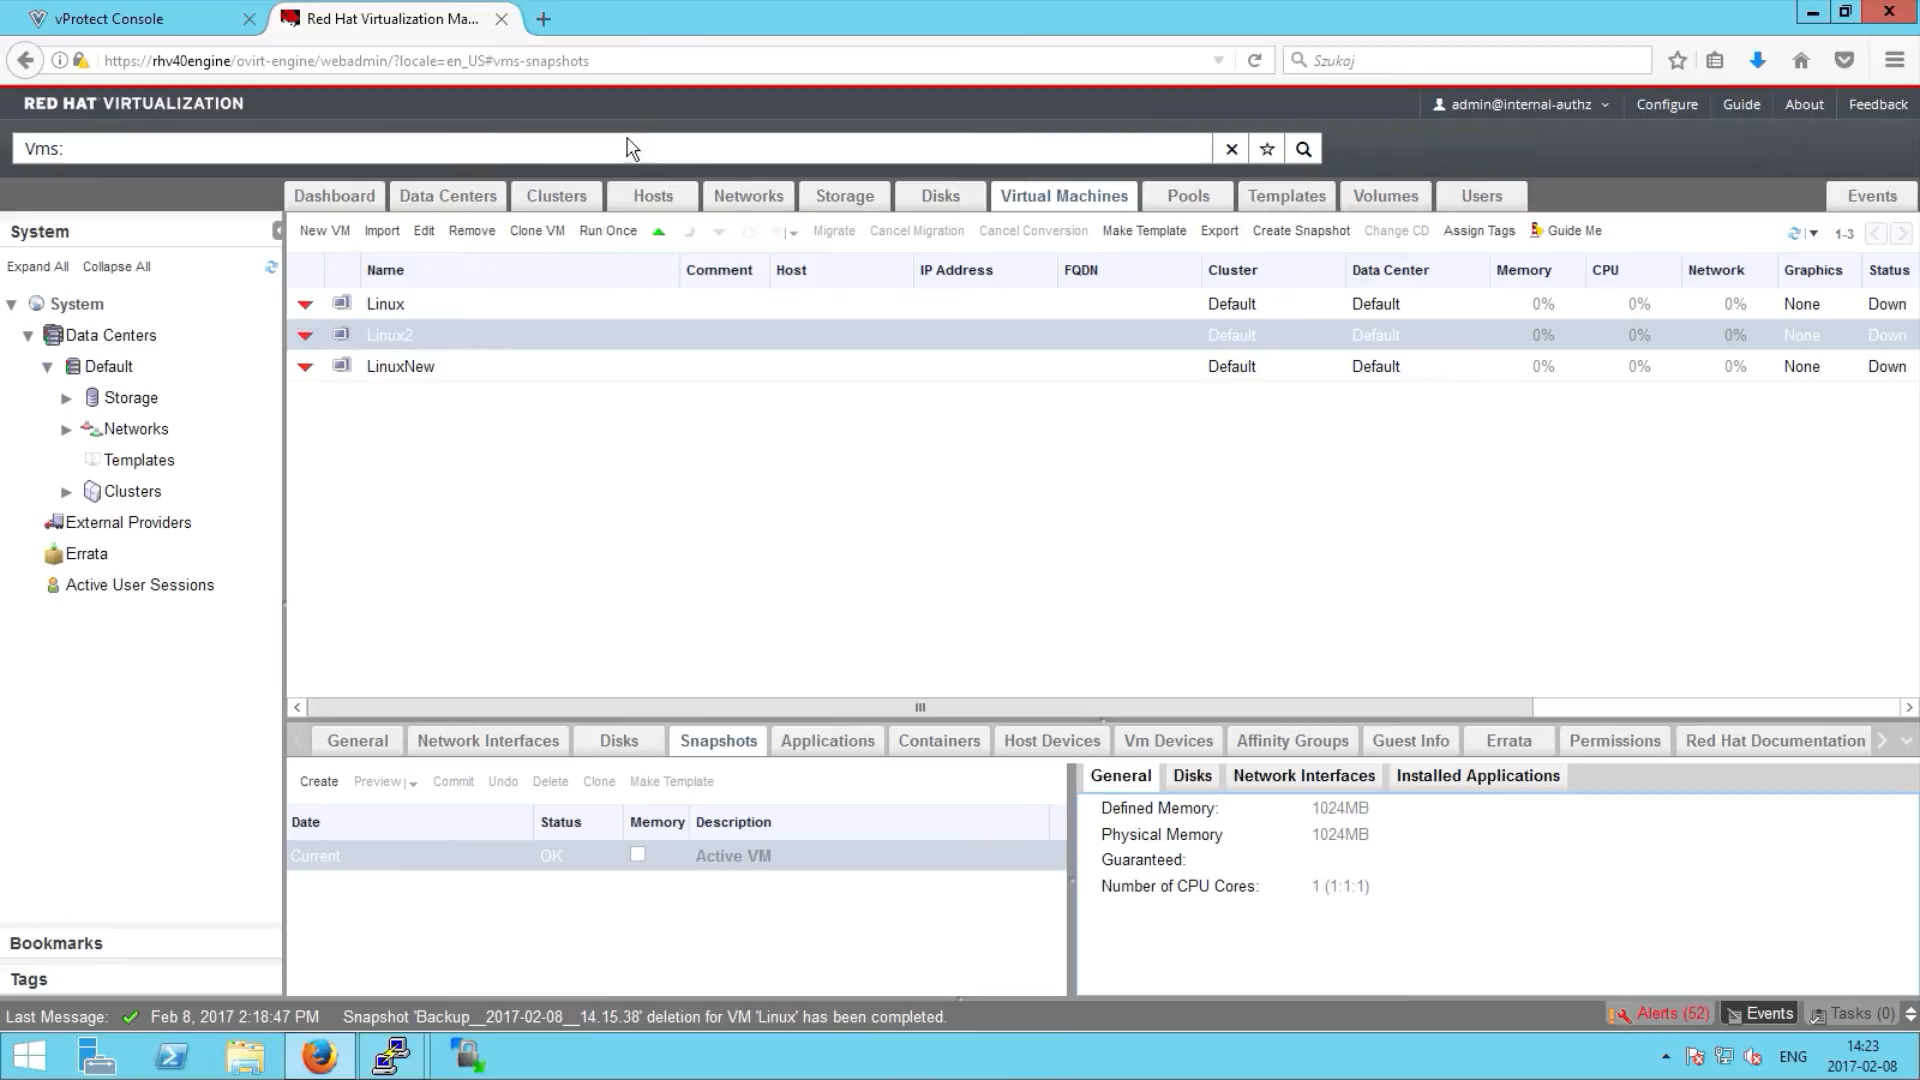 vProtect Console
Red Hat Virtualization Ma...
https://rhv40engine/ovirt-engine/webadmin/?locale=en_US#vms-snapshots
Szukaj
RED HAT VIRTUALIZATION
admin@internal-authz
Configure
Guide
About
Feedback
Vms:
Dashboard
Data Centers
Clusters
Hosts
Networks
Storage
Disks
Virtual Machines
Pools
Templates
Volumes
Users
Events
System
Expand All
Collapse All
System
Data Centers
Default
Storage
Networks
Templates
Clusters
External Providers
Errata
Active User Sessions
Bookmarks
Tags
New VM
Import
Edit
Remove
Clone VM
Run Once
Migrate
Cancel Migration
Cancel Conversion
Make Template
Export
Create Snapshot
Change CD
Assign Tags
Guide Me
1-3
Name Comment Host IP Address FQDN Cluster Data Center Memory CPU Network Graphics Status
Linux Default Default 0% 0% 0% None Down
Linux2 Default Default 0% 0% 0% None Down
LinuxNew Default Default 0% 0% 0% None Down
General
Network Interfaces
Disks
Snapshots
Applications
Containers
Host Devices
Vm Devices
Affinity Groups
Guest Info
Errata
Permissions
Red Hat Documentation
Create
Preview
Commit
Undo
Delete
Clone
Make Template
Date Status Memory Description
Current OK Active VM
General
Disks
Network Interfaces
Installed Applications
Defined Memory: 1024MB
Physical Memory 1024MB
Guaranteed:
Number of CPU Cores: 1 (1:1:1)
Last Message: Feb 8, 2017 2:18:47 PM Snapshot 'Backup__2017-02-08__14.15.38' deletion for VM 'Linux' has been completed.
Alerts (52)
Events
Tasks (0)
ENG
14:23
2017-02-08